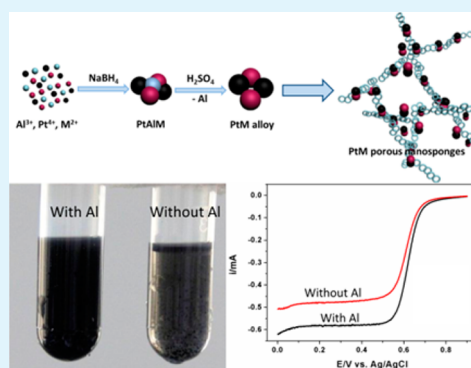 NaBH₄
H₂SO₄
- Al
Al³⁺, Pt⁴⁺, M²⁺
PtAlM
PtM alloy
PtM porous nanosponges
With Al
Without Al
0.0
-0.1
-0.2
-0.3
-0.4
-0.5
-0.6
i/mA
Without Al
With Al
0.0
0.2
0.4
0.6
0.8
E/V vs. Ag/AgCl